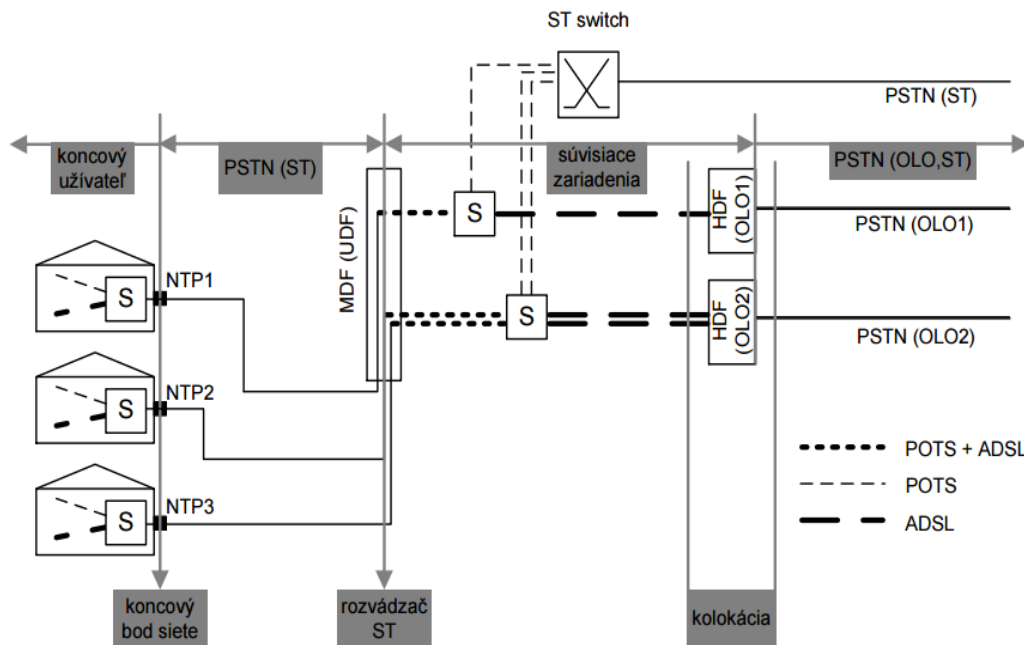 ST switch
PSTN (ST)
koncový
užívateľ
PSTN (ST)
súvisiace
zariadenia
PSTN (OLO,ST)
MDF (UDF)
S
HDF
(OLO1)
PSTN (OLO1)
S
NTP1
S
HDF
(OLO2)
PSTN (OLO2)
S
NTP2
S
NTP3
POTS + ADSL
POTS
ADSL
koncový
bod siete
rozvádzač
ST
kolokácia